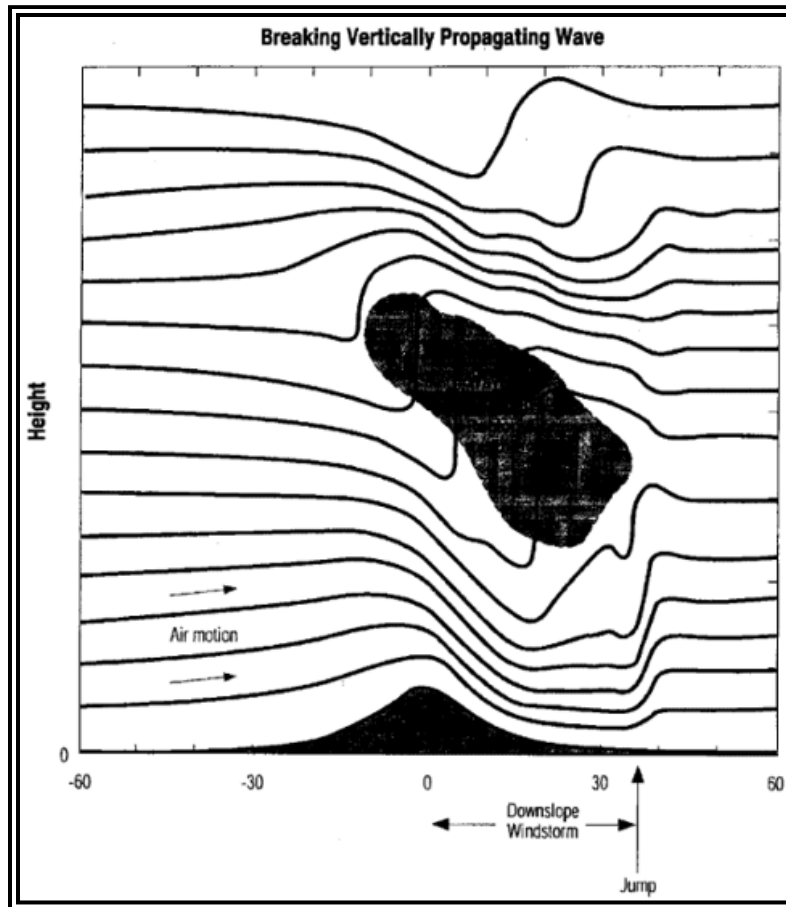 Breaking Vertically Propagating Wave
Height
Air motion
0
-60 -30 0 30 60
Downslope
Windstorm
Jump